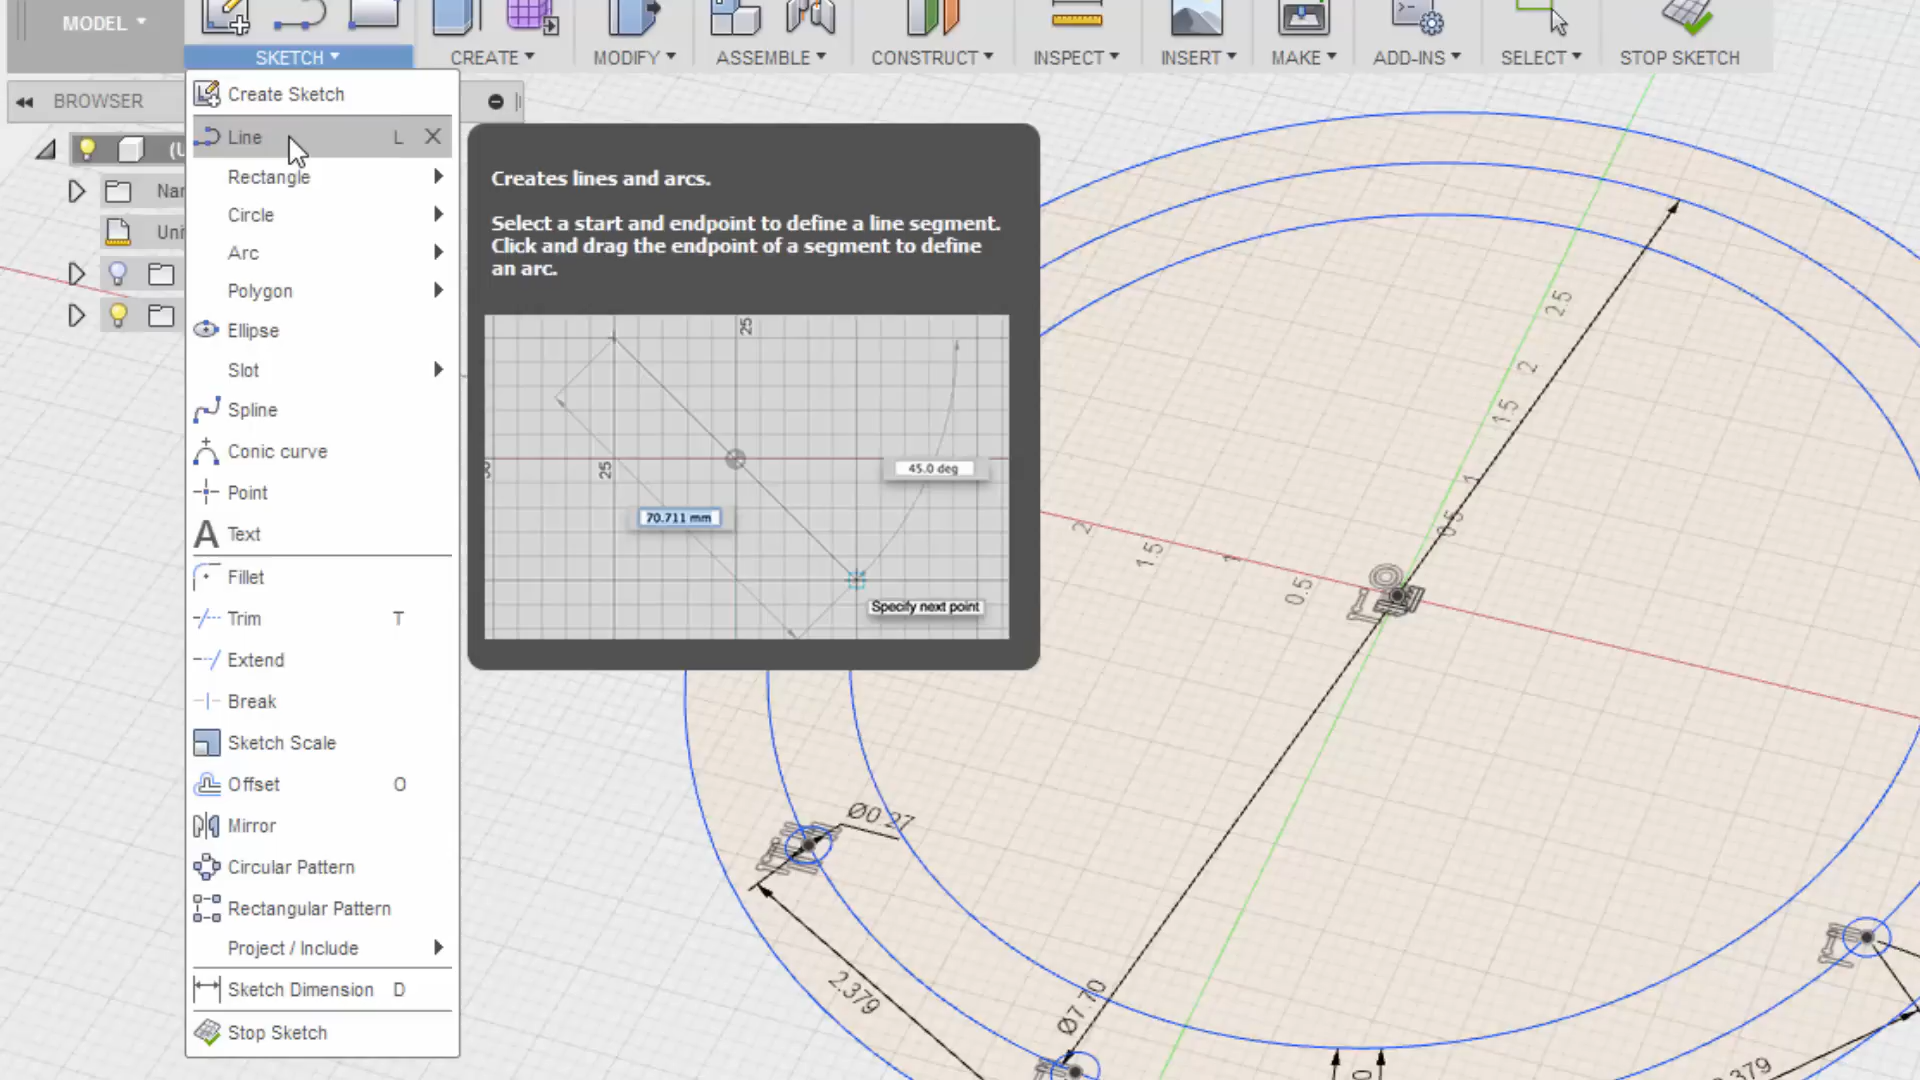 MODEL
SKETCH
CREATE
MODIFY
ASSEMBLE
CONSTRUCT
INSPECT
INSERT
MAKE
ADD-INS
SELECT
STOP SKETCH
BROWSER
Create Sketch
Line L
Rectangle
Circle
Arc
Polygon
Ellipse
Slot
Spline
Conic curve
Point
Text
Fillet
Trim T
Extend
Break
Sketch Scale
Offset O
Mirror
Circular Pattern
Rectangular Pattern
Project / Include
Sketch Dimension D
Stop Sketch
Creates lines and arcs.
Select a start and endpoint to define a line segment.
Click and drag the endpoint of a segment to define
an arc.
25
25
45.0 deg
70.711 mm
Specify next point
2.5
2
1.5
1
0.5
2
1.5
1
0.5
Ø0.27
2.379
Ø7.70